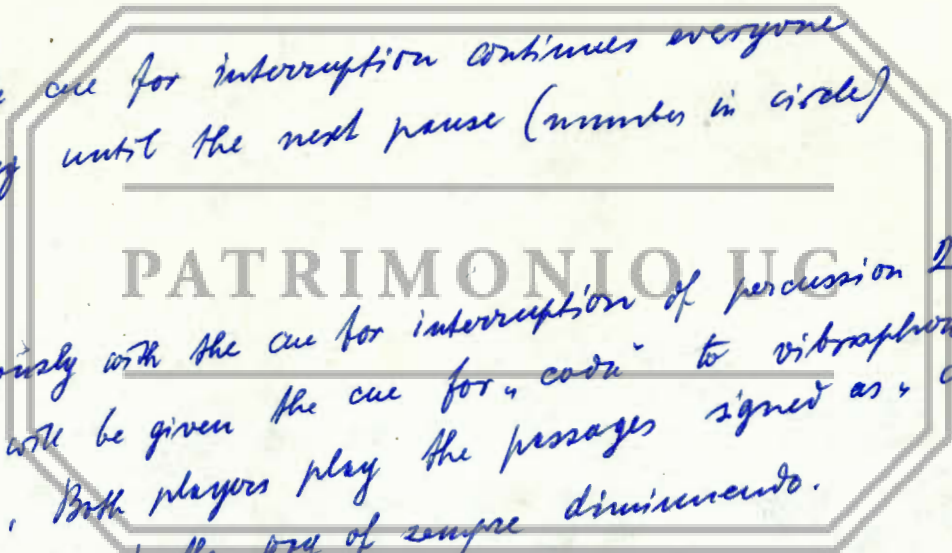 cue for interruption continues everyone
until the next pause (number in circle)
PATRIMONIO UC
with the cue for interruption of percussion 2
will be given the cue for „coda" to
. Both players play the passages signed as „
of sempre diminuendo.